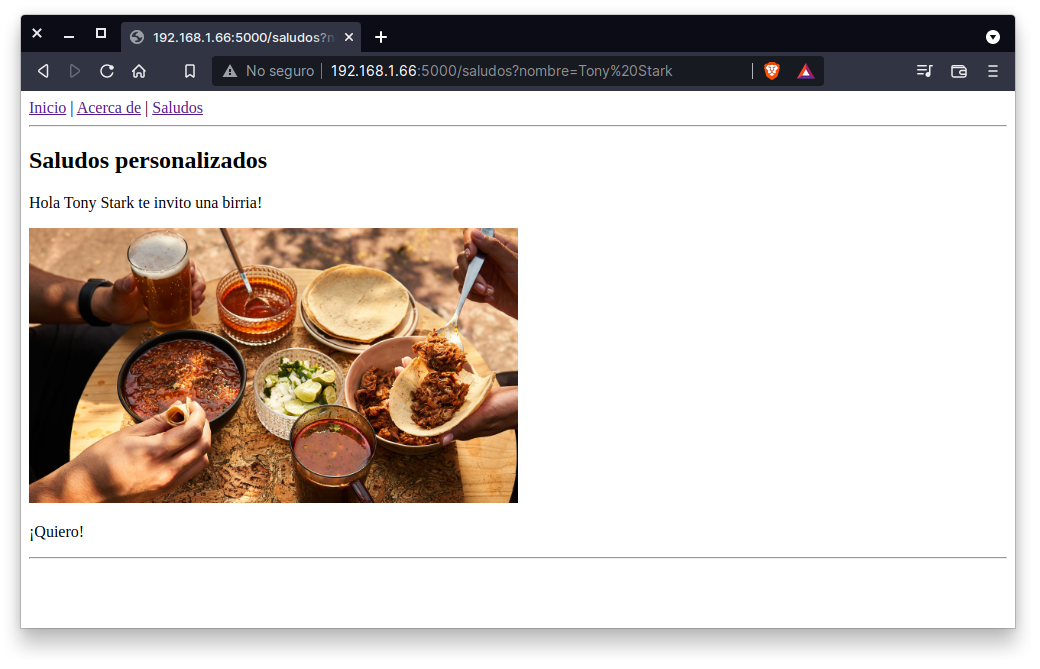 192.168.1.66:5000/saludos?n
No seguro | 192.168.1.66:5000/saludos?nombre=Tony%20Stark
Inicio | Acerca de | Saludos
Saludos personalizados
Hola Tony Stark te invito una birria!
¡Quiero!